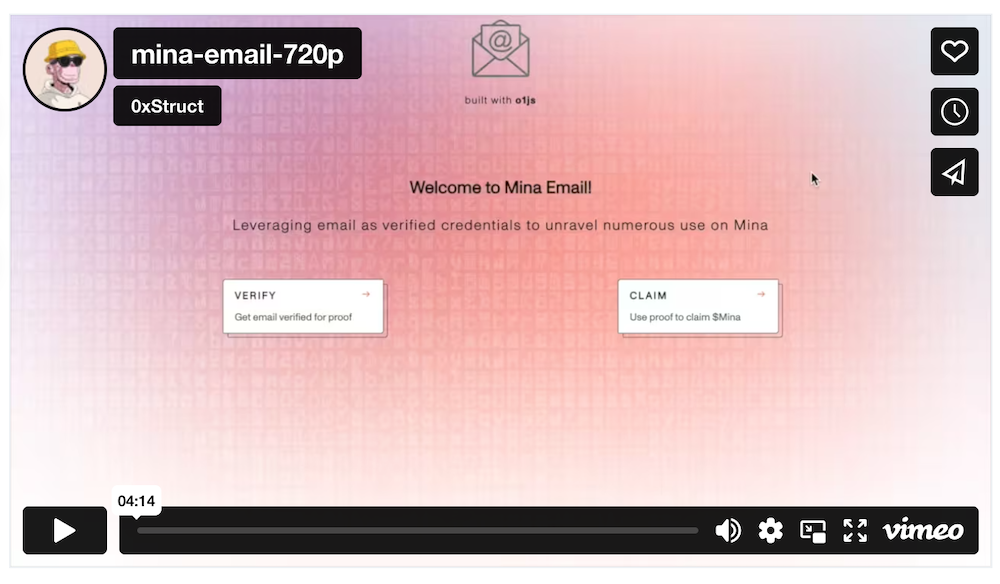 mina-email-720p
0xStruct
@
built with o1js
Welcome to Mina Email!
Leveraging email as verified credentials to unravel numerous use on Mina
VERIFY →
Get email verified for proof
CLAIM →
Use proof to claim $Mina
04:14
vimeo